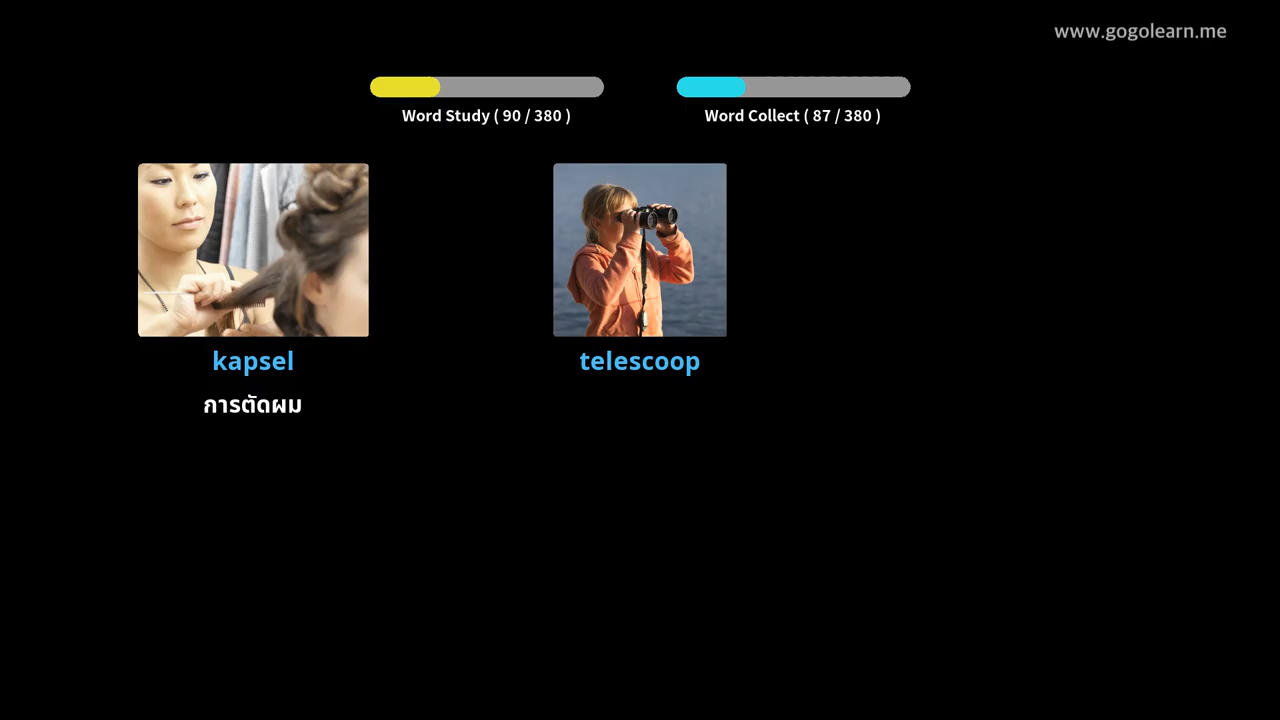 www.gogolearn.me
Word Study ( 90 / 380 )
Word Collect ( 87 / 380 )
kapsel
telescoop
การตัดผม